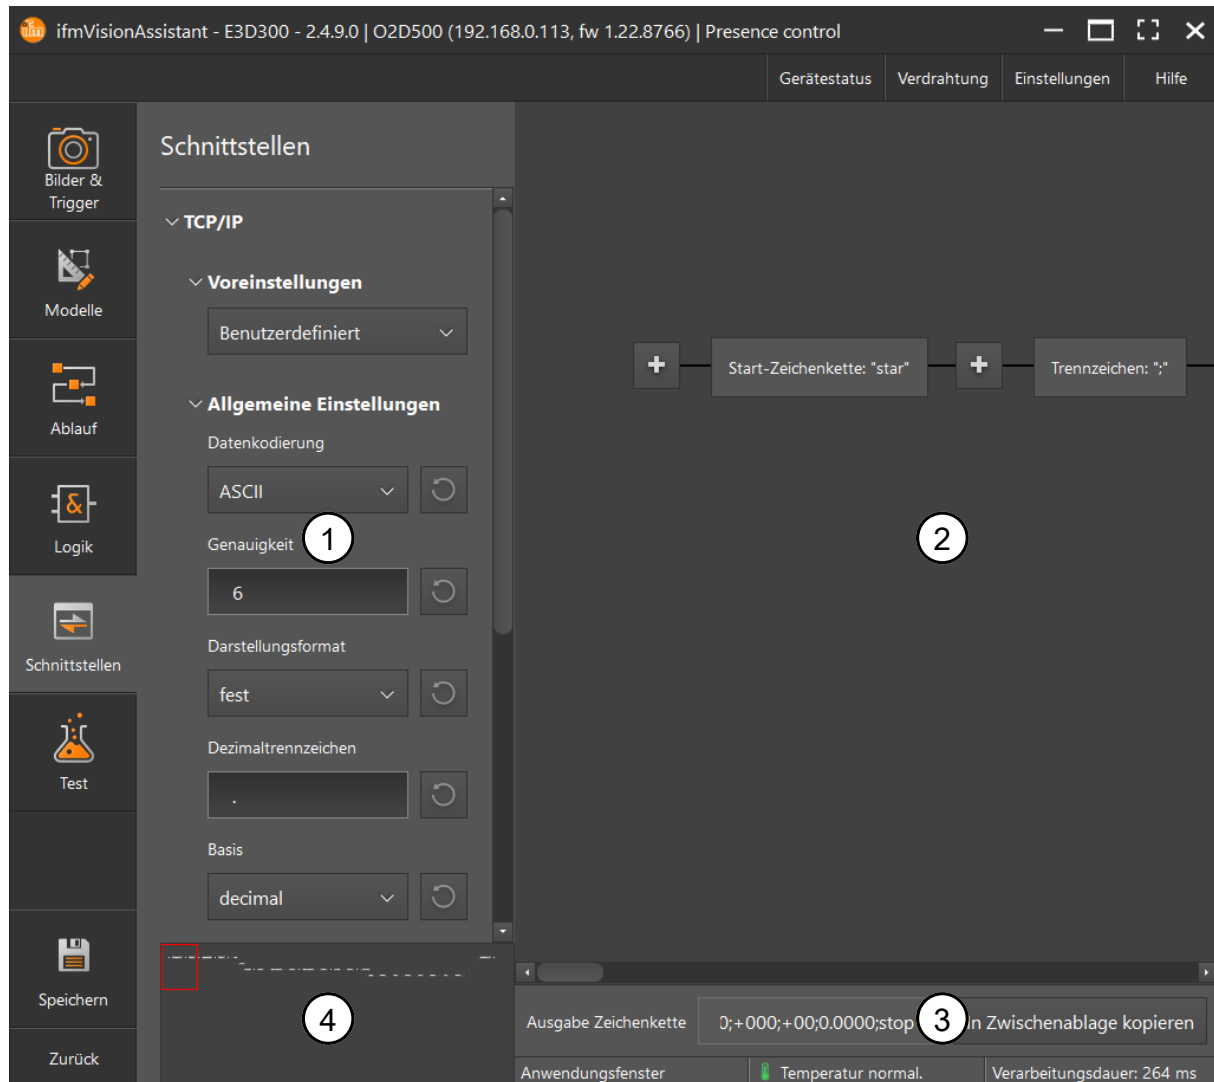 ifm ifmVisionAssistant - E3D300 - 2.4.9.0 | O2D500 (192.168.0.113, fw 1.22.8766) | Presence control
Gerätestatus Verdrahtung Einstellungen Hilfe
Bilder &
Trigger
Modelle
Ablauf
&
Logik
Schnittstellen
Test
Speichern
Zurück
Schnittstellen
TCP/IP
Voreinstellungen
Benutzerdefiniert
Allgemeine Einstellungen
Datenkodierung
ASCII
Genauigkeit
1
6
Darstellungsformat
fest
Dezimaltrennzeichen
.
Basis
decimal
4
Start-Zeichenkette: "star"
Trennzeichen: ";"
2
Ausgabe Zeichenkette
0;+000;+00;0.0000;stop
3
In Zwischenablage kopieren
Anwendungsfenster
Temperatur normal.
Verarbeitungsdauer: 264 ms